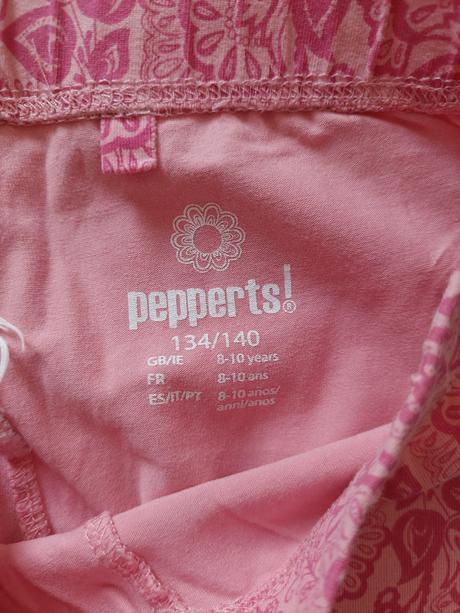 pepperts!®
134/140
GB/IE 8-10 years
FR 8-10 ans
ES/IT/PT 8-10 años/
anni/anos